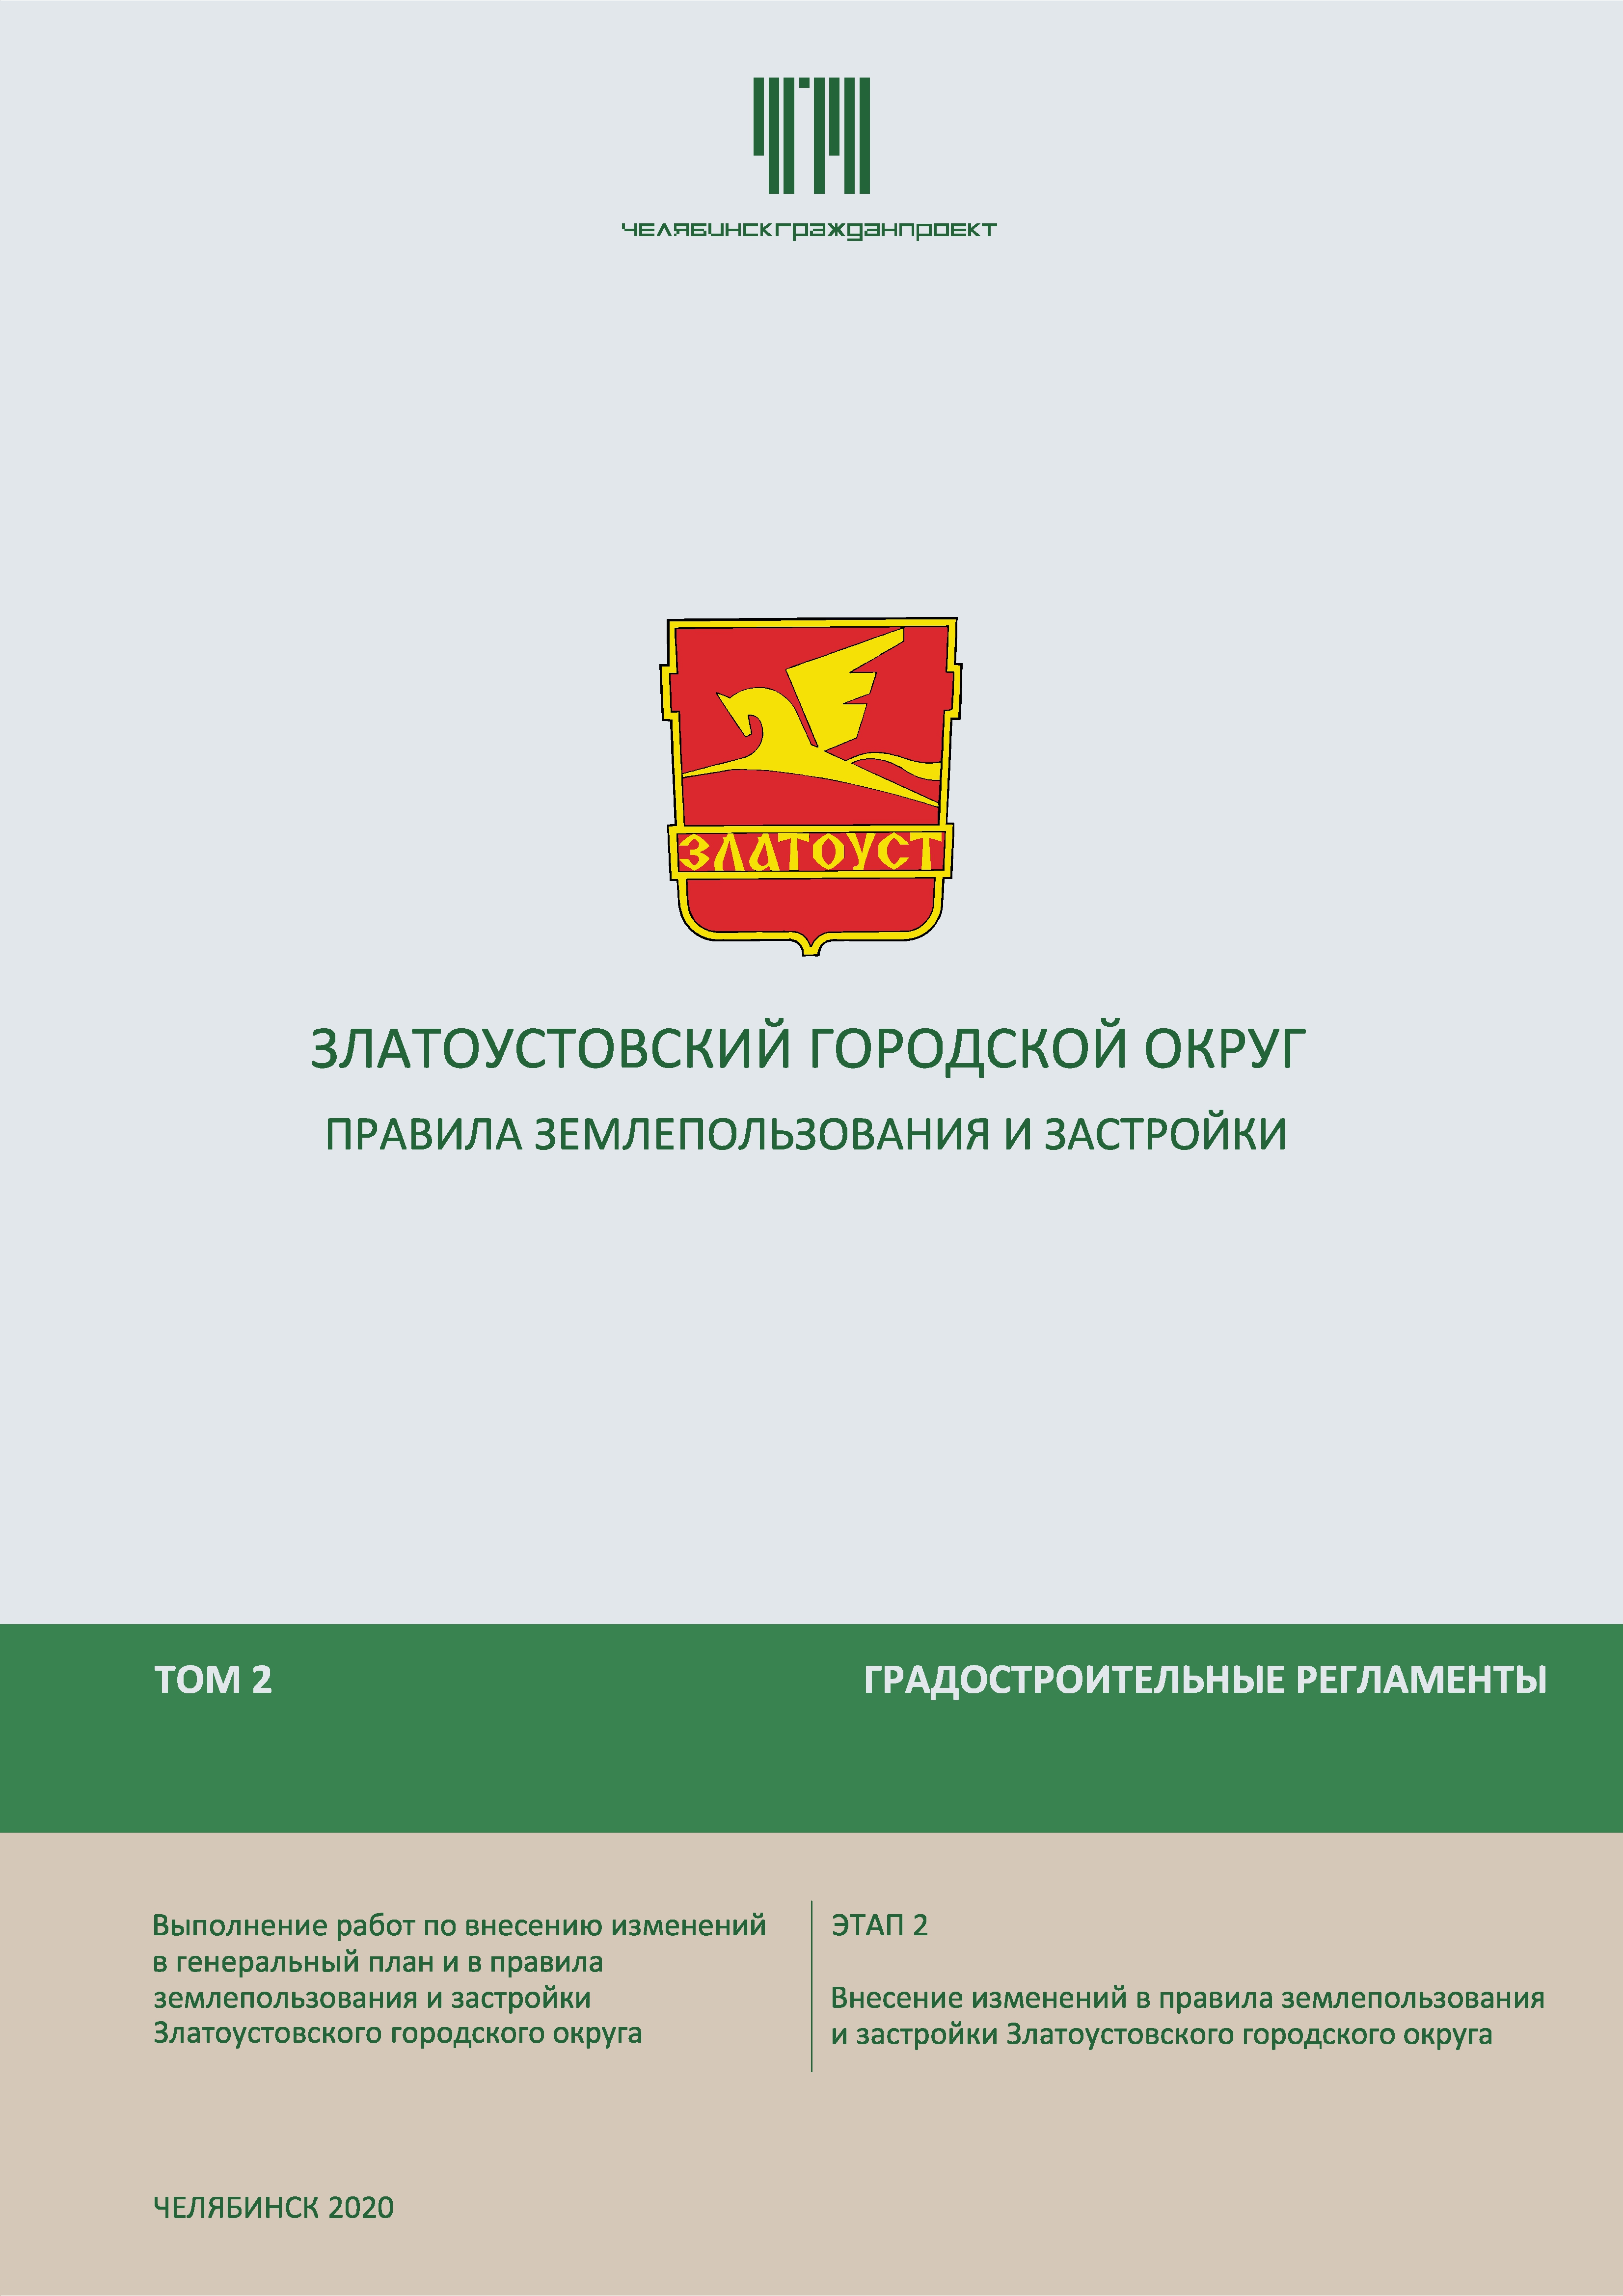 ЧЕЛЯБИНСКГРАЖДАНПРОЕКТ
ЗЛАТОУСТ
ЗЛАТОУСТОВСКИЙ ГОРОДСКОЙ ОКРУГ
ПРАВИЛА ЗЕМЛЕПОЛЬЗОВАНИЯ И ЗАСТРОЙКИ
ТОМ 2
ГРАДОСТРОИТЕЛЬНЫЕ РЕГЛАМЕНТЫ
Выполнение работ по внесению изменений
в генеральный план и в правила
землепользования и застройки
Златоустовского городского округа
ЭТАП 2
Внесение изменений в правила землепользования
и застройки Златоустовского городского округа
ЧЕЛЯБИНСК 2020